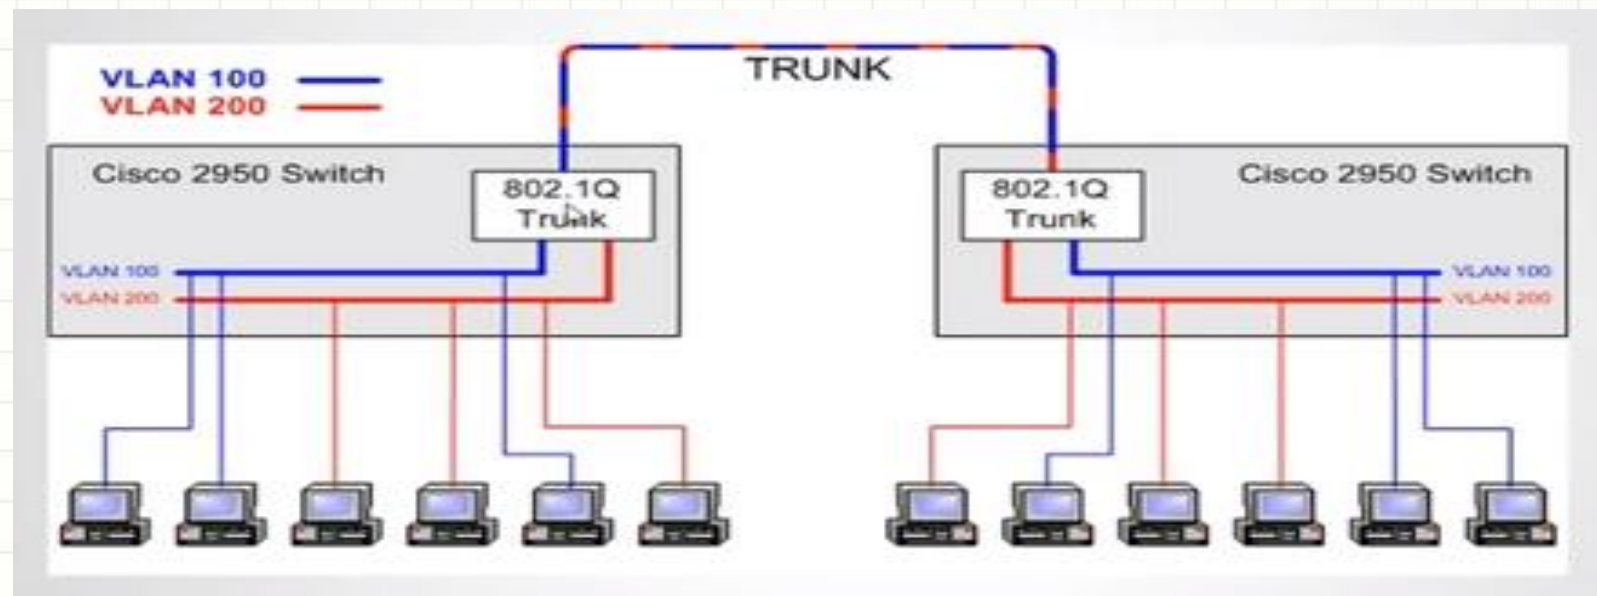 VLAN 100
VLAN 200
TRUNK
Cisco 2950 Switch
802.1Q
Trunk
VLAN 100
VLAN 200
802.1Q
Trunk
Cisco 2950 Switch
VLAN 100
VLAN 200